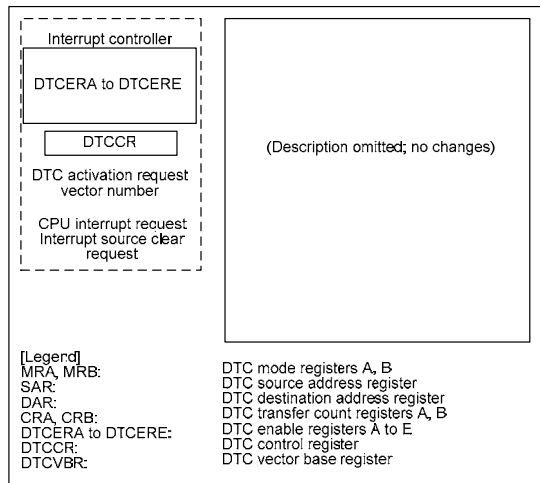 Interrupt controller
DTCERA to DTCERE
DTCCR
DTC activation request
vector number
CPU interrupt request
Interrupt source clear
request
(Description omitted; no changes)
[Legend]
MRA, MRB: DTC mode registers A, B
SAR: DTC source address register
DAR: DTC destination address register
CRA, CRB: DTC transfer count registers A, B
DTCERA to DTCERE: DTC enable registers A to E
DTCCR: DTC control register
DTCVBR: DTC vector base register